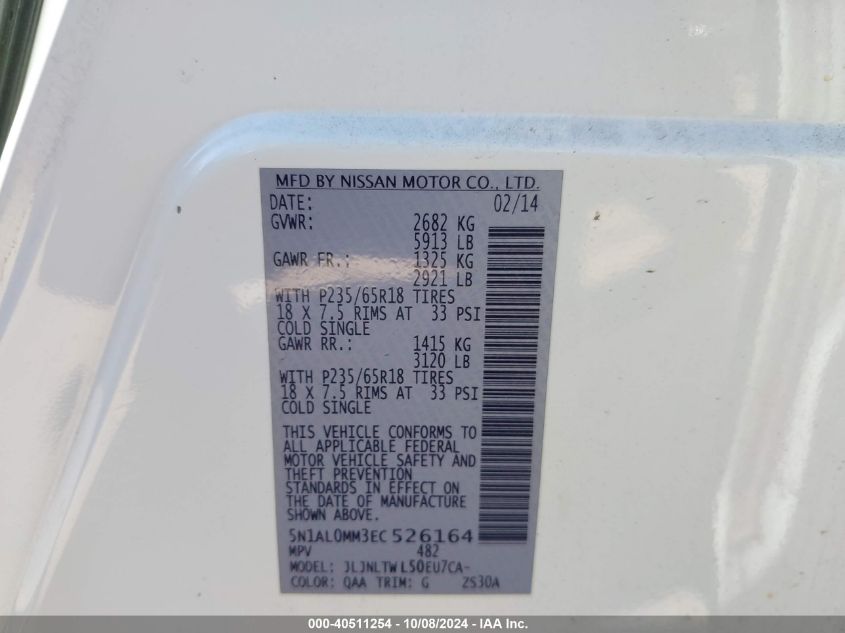 MFD BY NISSAN MOTOR CO., LTD.
DATE: 02/14
GVWR: 2682 KG
5913 LB
GAWR FR.: 1325 KG
2921 LB
WITH P235/65R18 TIRES
18 X 7.5 RIMS AT 33 PSI
COLD SINGLE
GAWR RR.: 1415 KG
3120 LB
WITH P235/65R18 TIRES
18 X 7.5 RIMS AT 33 PSI
COLD SINGLE
THIS VEHICLE CONFORMS TO
ALL APPLICABLE FEDERAL
MOTOR VEHICLE SAFETY AND
THEFT PREVENTION
STANDARDS IN EFFECT ON
THE DATE OF MANUFACTURE
SHOWN ABOVE.
5N1AL0MM3EC526164
MPV 482
MODEL: JLJNLTWL50EU7CA-
COLOR: QAA TRIM: G ZS30A
000-40511254 - 10/08/2024 - IAA Inc.